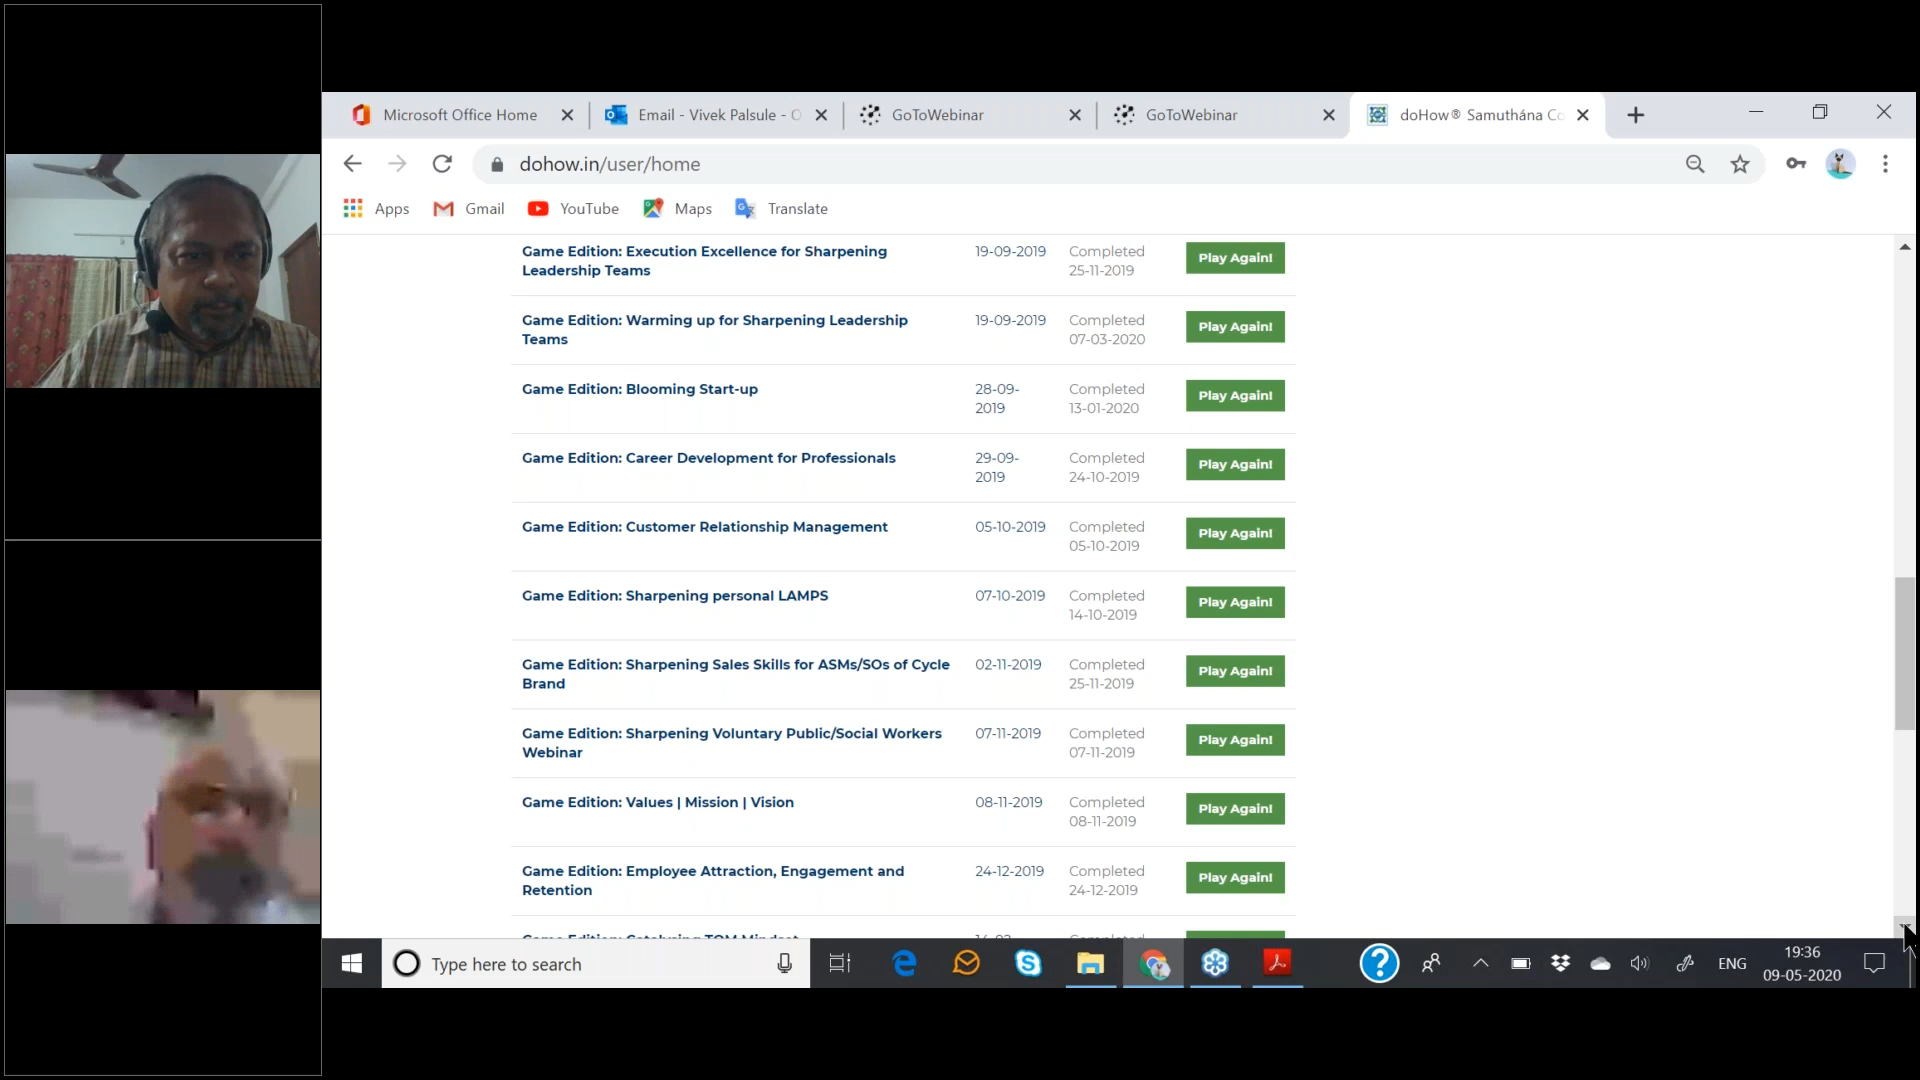 Microsoft Office Home
Email - Vivek Palsule - O
GoToWebinar
GoToWebinar
doHow® Samuthána Co
dohow.in/user/home
Apps
Gmail
YouTube
Maps
Translate
Game Edition: Execution Excellence for Sharpening
Leadership Teams
19-09-2019
Completed
25-11-2019
Play Again!
Game Edition: Warming up for Sharpening Leadership
Teams
19-09-2019
Completed
07-03-2020
Play Again!
Game Edition: Blooming Start-up
28-09-
2019
Completed
13-01-2020
Play Again!
Game Edition: Career Development for Professionals
29-09-
2019
Completed
24-10-2019
Play Again!
Game Edition: Customer Relationship Management
05-10-2019
Completed
05-10-2019
Play Again!
Game Edition: Sharpening personal LAMPS
07-10-2019
Completed
14-10-2019
Play Again!
Game Edition: Sharpening Sales Skills for ASMs/SOs of Cycle
Brand
02-11-2019
Completed
25-11-2019
Play Again!
Game Edition: Sharpening Voluntary Public/Social Workers
Webinar
07-11-2019
Completed
07-11-2019
Play Again!
Game Edition: Values | Mission | Vision
08-11-2019
Completed
08-11-2019
Play Again!
Game Edition: Employee Attraction, Engagement and
Retention
24-12-2019
Completed
24-12-2019
Play Again!
Type here to search
ENG
19:36
09-05-2020